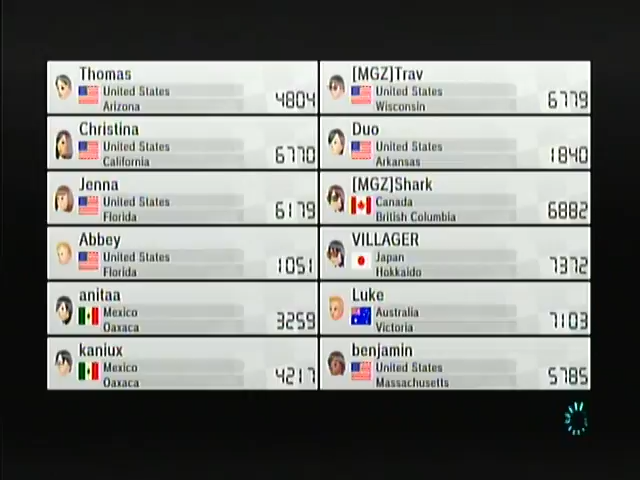 Thomas
United States
Arizona
4804
Christina
United States
California
6770
Jenna
United States
Florida
6179
Abbey
United States
Florida
1051
anitaa
Mexico
Oaxaca
3259
kaniux
Mexico
Oaxaca
4217
[MGZ]Trav
United States
Wisconsin
6779
Duo
United States
Arkansas
1840
[MGZ]Shark
Canada
British Columbia
6882
VILLAGER
Japan
Hokkaido
7372
Luke
Australia
Victoria
7103
benjamin
United States
Massachusetts
5785